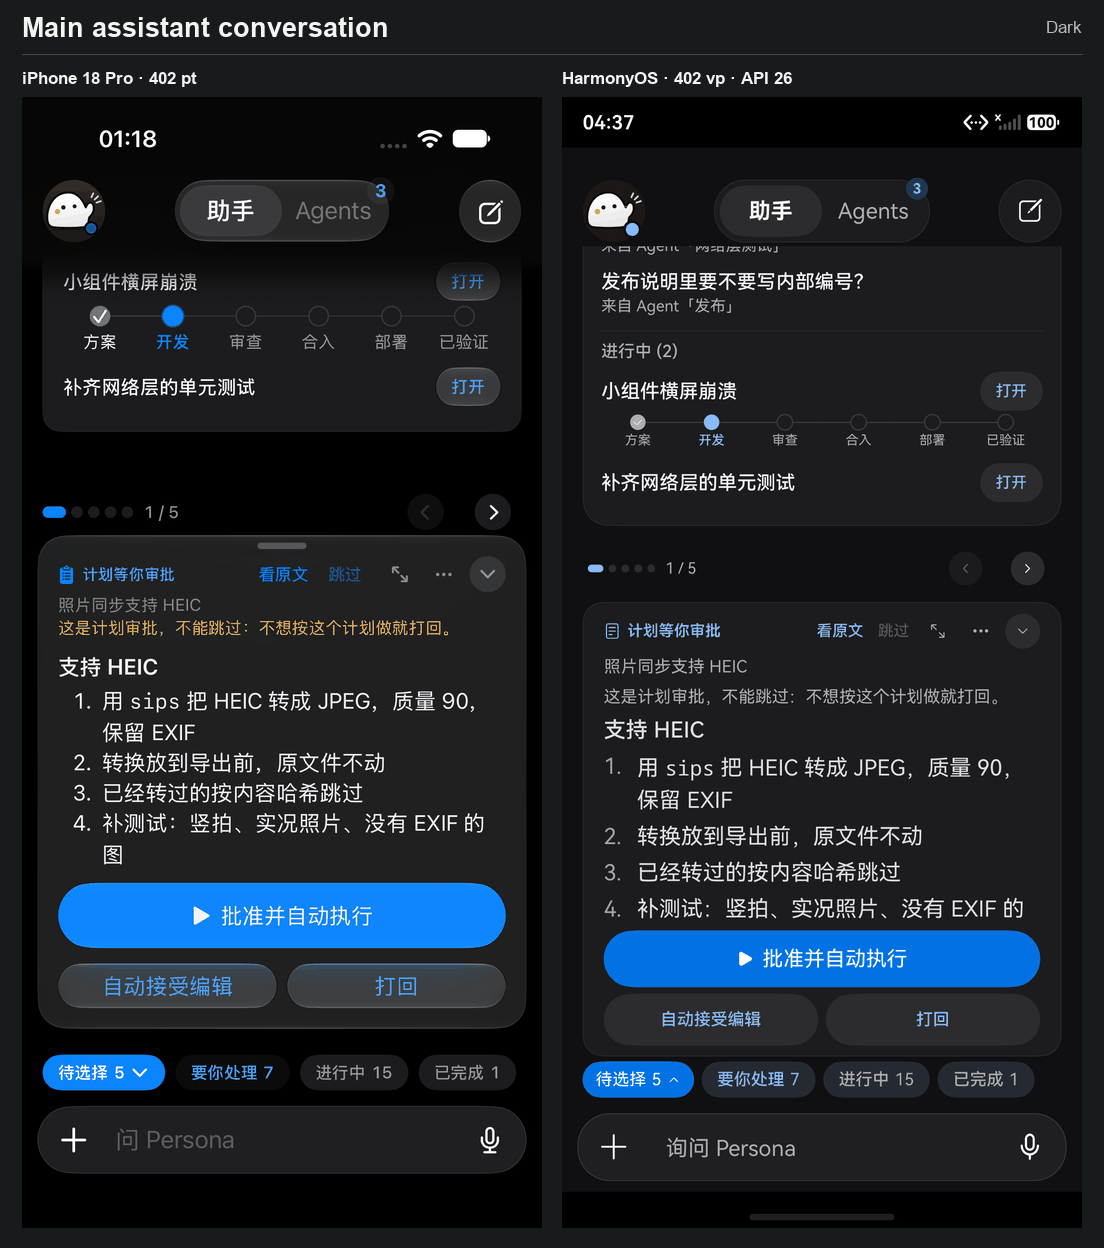 Main assistant conversation
Dark
iPhone 18 Pro · 402 pt
01:18
助手
Agents
3
小组件横屏崩溃
打开
方案
开发
审查
合入
部署
已验证
补齐网络层的单元测试
打开
1 / 5
计划等你审批
看原文
跳过
照片同步支持 HEIC
这是计划审批，不能跳过：不想按这个计划做就打回。
支持 HEIC
1. 用 sips 把 HEIC 转成 JPEG，质量 90，
保留 EXIF
2. 转换放到导出前，原文件不动
3. 已经转过的按内容哈希跳过
4. 补测试：竖拍、实况照片、没有 EXIF 的
图
批准并自动执行
自动接受编辑
打回
待选择 5
要你处理 7
进行中 15
已完成 1
问 Persona
HarmonyOS · 402 vp · API 26
04:37
100
助手
Agents
3
来自 Agent「网络层测试」
发布说明里要不要写内部编号？
来自 Agent「发布」
进行中 (2)
小组件横屏崩溃
打开
方案
开发
审查
合入
部署
已验证
补齐网络层的单元测试
打开
1 / 5
计划等你审批
看原文
跳过
照片同步支持 HEIC
这是计划审批，不能跳过：不想按这个计划做就打回。
支持 HEIC
1. 用 sips 把 HEIC 转成 JPEG，质量 90，
保留 EXIF
2. 转换放到导出前，原文件不动
3. 已经转过的按内容哈希跳过
4. 补测试：竖拍、实况照片、没有 EXIF 的
批准并自动执行
自动接受编辑
打回
待选择 5
要你处理 7
进行中 15
已完成 1
询问 Persona